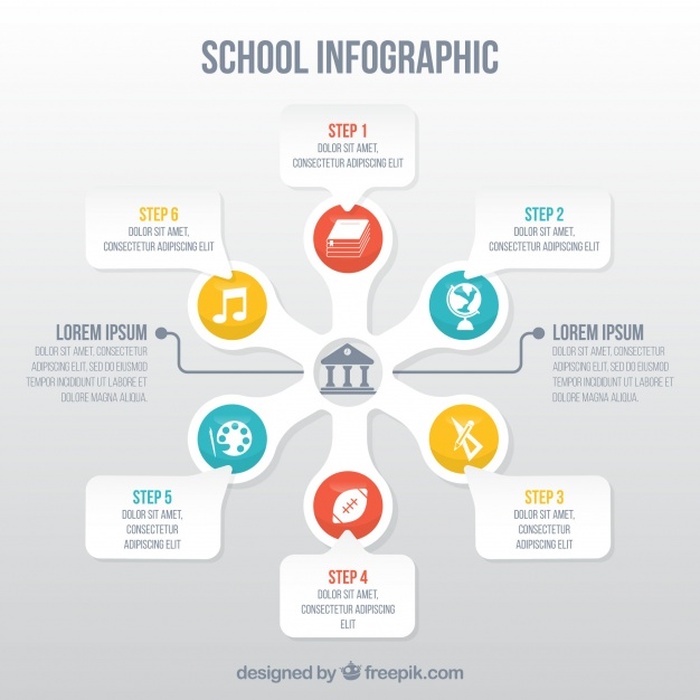 SCHOOL INFOGRAPHIC
STEP 1
DOLOR SIT AMET,
CONSECTETUR ADIPISCING ELIT
STEP 6
DOLOR SIT AMET,
CONSECTETUR ADIPISCING ELIT
STEP 2
DOLOR SIT AMET,
CONSECTETUR ADIPISCING ELIT
LOREM IPSUM
DOLOR SIT AMET, CONSECTETUR
ADIPISCING ELIT, SED DO EIUSMOD
TEMPOR INCIDIDUNT UT LABORE ET
DOLORE MAGNA ALIQUA.
LOREM IPSUM
DOLOR SIT AMET, CONSECTETUR
ADIPISCING ELIT, SED DO EIUSMOD
TEMPOR INCIDIDUNT UT LABORE ET
DOLORE MAGNA ALIQUA.
STEP 5
DOLOR SIT AMET,
CONSECTETUR
ADIPISCING ELIT
STEP 3
DOLOR SIT AMET,
CONSECTETUR
ADIPISCING ELIT
STEP 4
DOLOR SIT AMET,
CONSECTETUR ADIPISCING
ELIT
designed by freepik.com